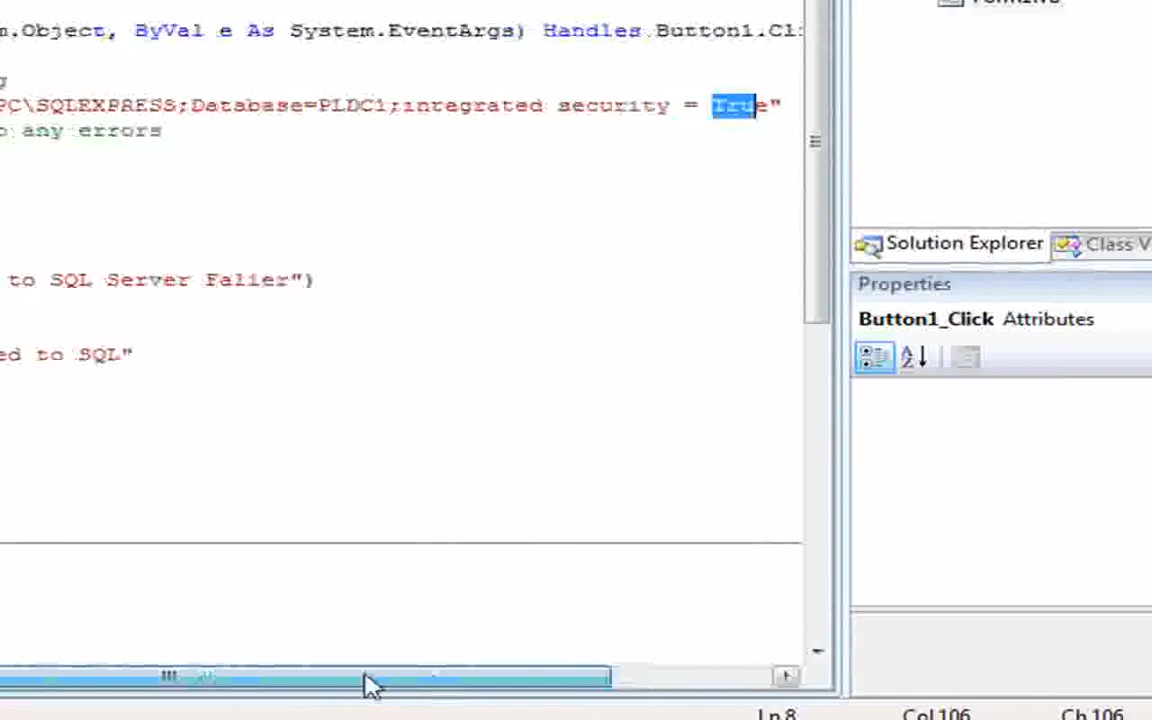 m.Object, ByVal e As System.EventArgs) Handles Button1.Cl
g
PC\SQLEXPRESS;Database=PLDC1;integrated security = True"
o any errors
to SQL Server Falier")
ed to SQL"
Solution Explorer
Class V
Properties
Button1_Click Attributes
Ln 8
Col 106
Ch 106